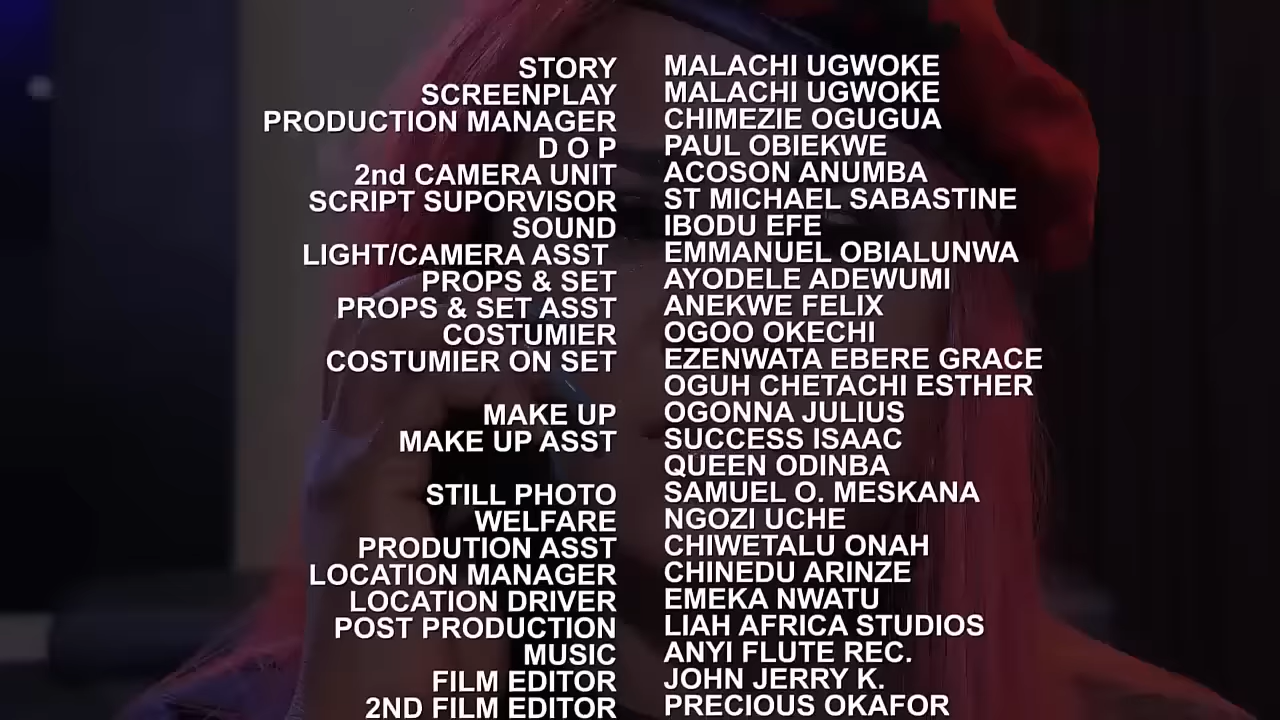 STORY MALACHI UGWOKE
SCREENPLAY MALACHI UGWOKE
PRODUCTION MANAGER CHIMEZIE OGUGUA
D O P PAUL OBIEKWE
2nd CAMERA UNIT ACOSON ANUMBA
SCRIPT SUPORVISOR ST MICHAEL SABASTINE
SOUND IBODU EFE
LIGHT/CAMERA ASST EMMANUEL OBIALUNWA
PROPS & SET AYODELE ADEWUMI
PROPS & SET ASST ANEKWE FELIX
COSTUMIER OGOO OKECHI
COSTUMIER ON SET EZENWATA EBERE GRACE
OGUH CHETACHI ESTHER
MAKE UP OGONNA JULIUS
MAKE UP ASST SUCCESS ISAAC
QUEEN ODINBA
STILL PHOTO SAMUEL O. MESKANA
WELFARE NGOZI UCHE
PRODUTION ASST CHIWETALU ONAH
LOCATION MANAGER CHINEDU ARINZE
LOCATION DRIVER EMEKA NWATU
POST PRODUCTION LIAH AFRICA STUDIOS
MUSIC ANYI FLUTE REC.
FILM EDITOR JOHN JERRY K.
2ND FILM EDITOR PRECIOUS OKAFOR